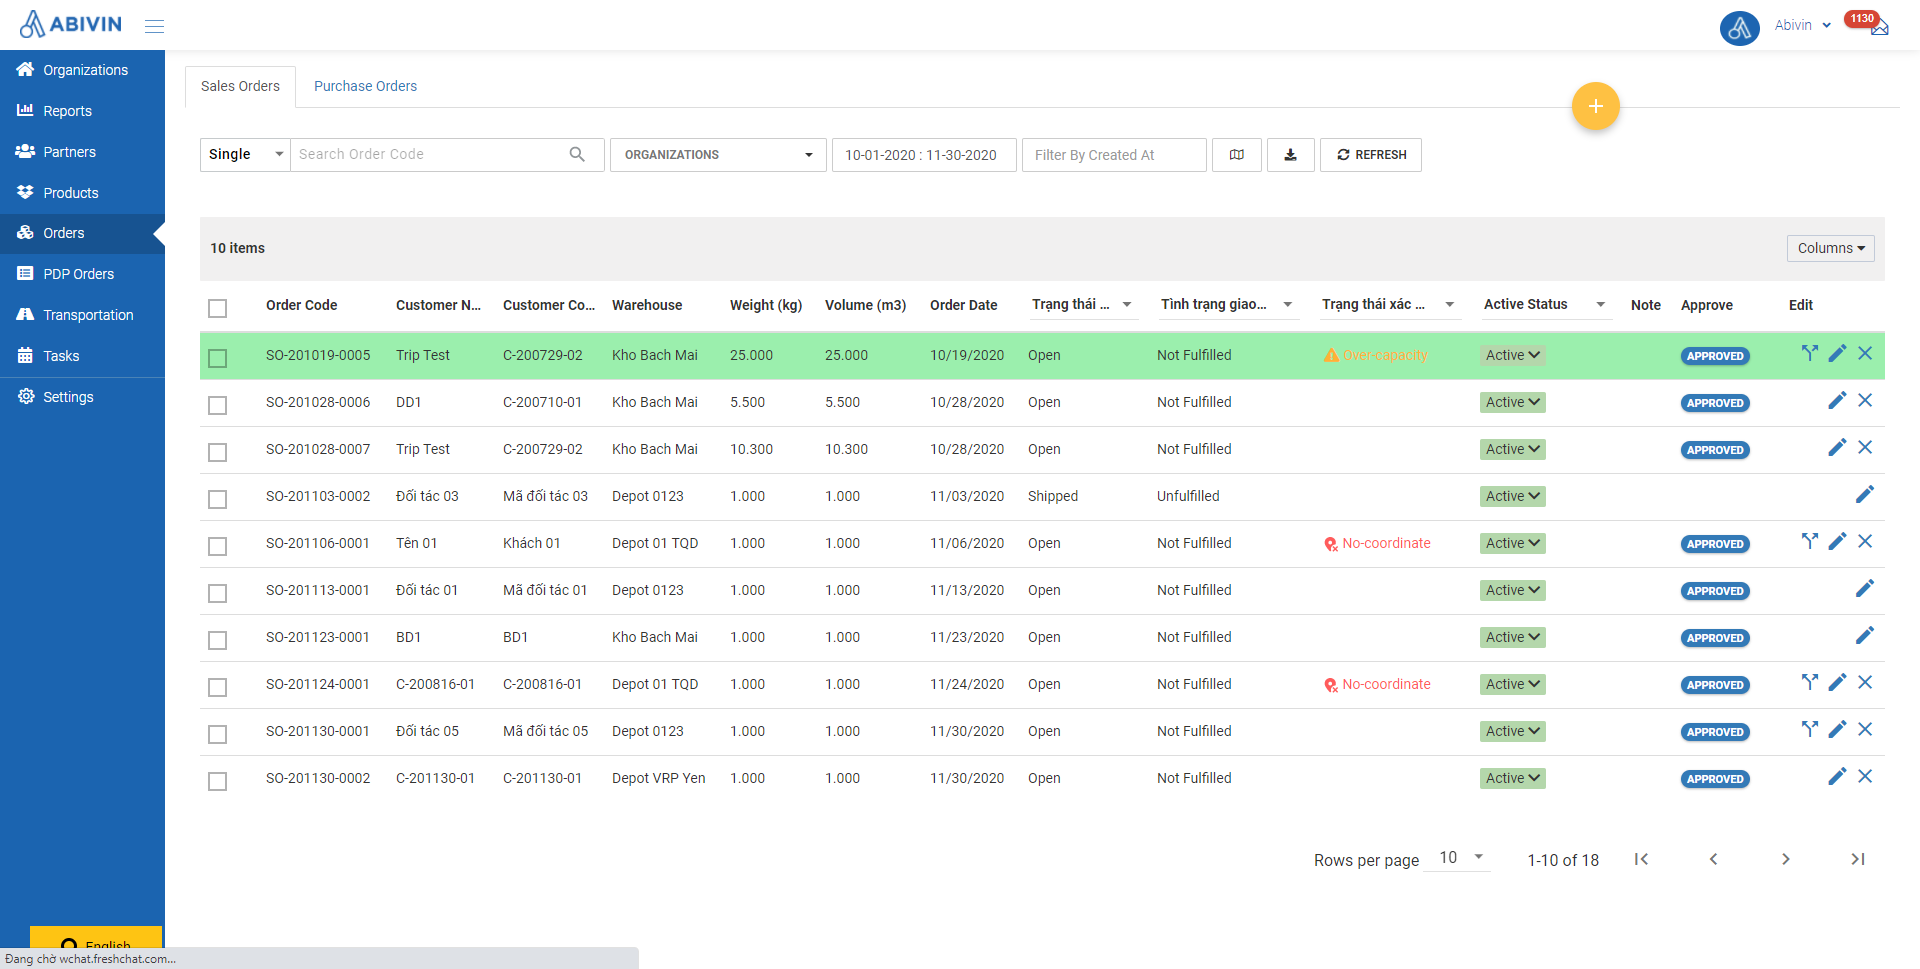 ABIVIN
Abivin
1130
Organizations
Reports
Partners
Products
Orders
PDP Orders
Transportation
Tasks
Settings
Sales Orders Purchase Orders
+
Single Search Order Code ORGANIZATIONS 10-01-2020 : 11-30-2020 Filter By Created At REFRESH
10 items Columns
Order Code Customer N... Customer Co... Warehouse Weight (kg) Volume (m3) Order Date Trạng thái ... Tình trạng giao... Trạng thái xác ... Active Status Note Approve Edit
SO-201019-0005 Trip Test C-200729-02 Kho Bach Mai 25.000 25.000 10/19/2020 Open Not Fulfilled Over-capacity Active APPROVED
SO-201028-0006 DD1 C-200710-01 Kho Bach Mai 5.500 5.500 10/28/2020 Open Not Fulfilled Active APPROVED
SO-201028-0007 Trip Test C-200729-02 Kho Bach Mai 10.300 10.300 10/28/2020 Open Not Fulfilled Active APPROVED
SO-201103-0002 Đối tác 03 Mã đối tác 03 Depot 0123 1.000 1.000 11/03/2020 Shipped Unfulfilled Active
SO-201106-0001 Tên 01 Khách 01 Depot 01 TQD 1.000 1.000 11/06/2020 Open Not Fulfilled No-coordinate Active APPROVED
SO-201113-0001 Đối tác 01 Mã đối tác 01 Depot 0123 1.000 1.000 11/13/2020 Open Not Fulfilled Active APPROVED
SO-201123-0001 BD1 BD1 Kho Bach Mai 1.000 1.000 11/23/2020 Open Not Fulfilled Active APPROVED
SO-201124-0001 C-200816-01 C-200816-01 Depot 01 TQD 1.000 1.000 11/24/2020 Open Not Fulfilled No-coordinate Active APPROVED
SO-201130-0001 Đối tác 05 Mã đối tác 05 Depot 0123 1.000 1.000 11/30/2020 Open Not Fulfilled Active APPROVED
SO-201130-0002 C-201130-01 C-201130-01 Depot VRP Yen 1.000 1.000 11/30/2020 Open Not Fulfilled Active APPROVED
Rows per page 10 1-10 of 18
English
Đang chờ wchat.freshchat.com...